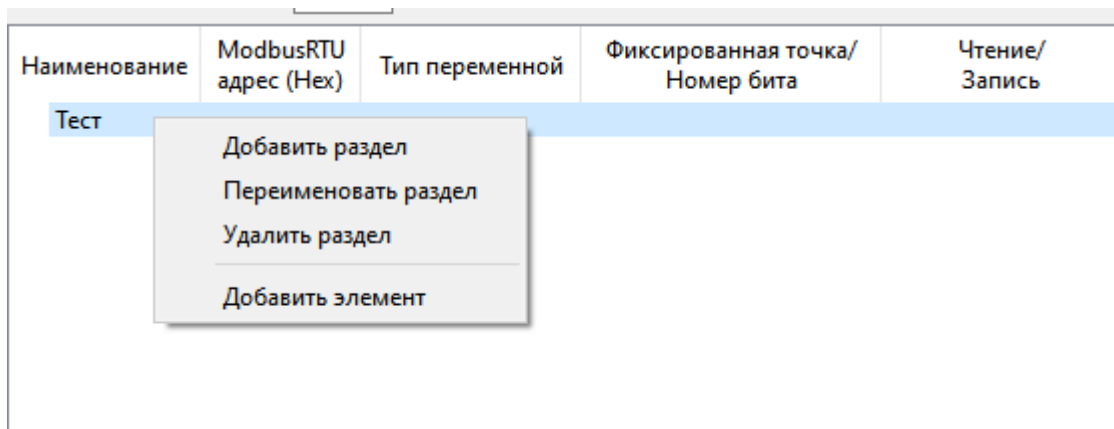 Наименование
ModbusRTU
адрес (Hex)
Тип переменной
Фиксированная точка/
Номер бита
Чтение/
Запись
Тест
Добавить раздел
Переименовать раздел
Удалить раздел
Добавить элемент